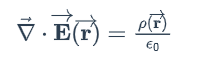 ∇⃗ · E⃗(r⃗) = ρ(r⃗)/ϵ₀